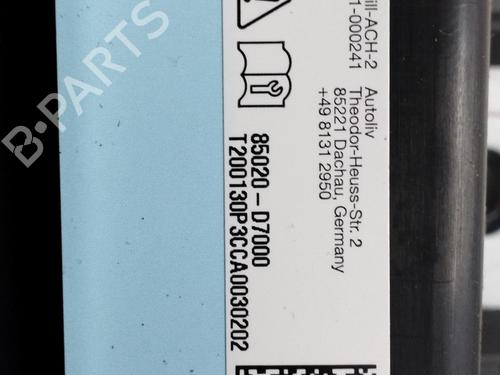 ill-ACH-2
1-000241
Autoliv
Theodor-Heuss-Str. 2
85221 Dachau, Germany
+49 8131 2950
85020-D7000
T200130P3CCA0030202
B-PARTS